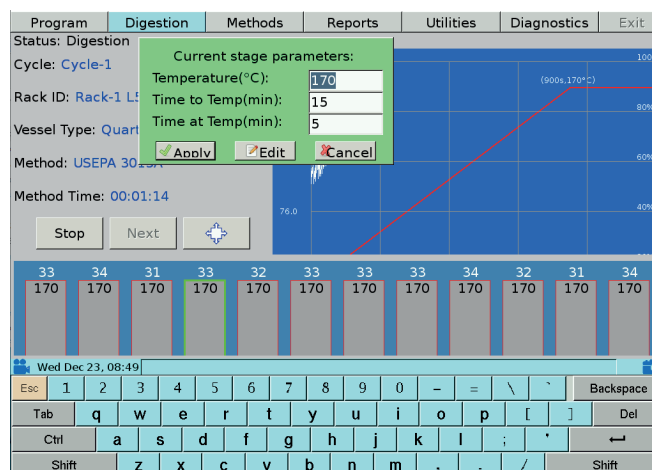 Program Digestion Methods Reports Utilities Diagnostics Exit
Status: Digestion
Cycle: Cycle-1
Rack ID: Rack-1 L5
Vessel Type: Quart
Method: USEPA 3015A
Method Time: 00:01:14
Stop Next
Current stage parameters:
Temperature(°C): 170
Time to Temp(min): 15
Time at Temp(min): 5
Apply Edit Cancel
100
(900s,170°C)
80%
60%
76.0
40%
33 34 31 33 32 33 33 33 34 32 31 34
170 170 170 170 170 170 170 170 170 170 170 170
Wed Dec 23, 08:49
Esc 1 2 3 4 5 6 7 8 9 0 - = \ ` Backspace
Tab q w e r t y u i o p [ ] Del
Ctrl a s d f g h j k l ; '
Shift z x c v b n m , . / Shift